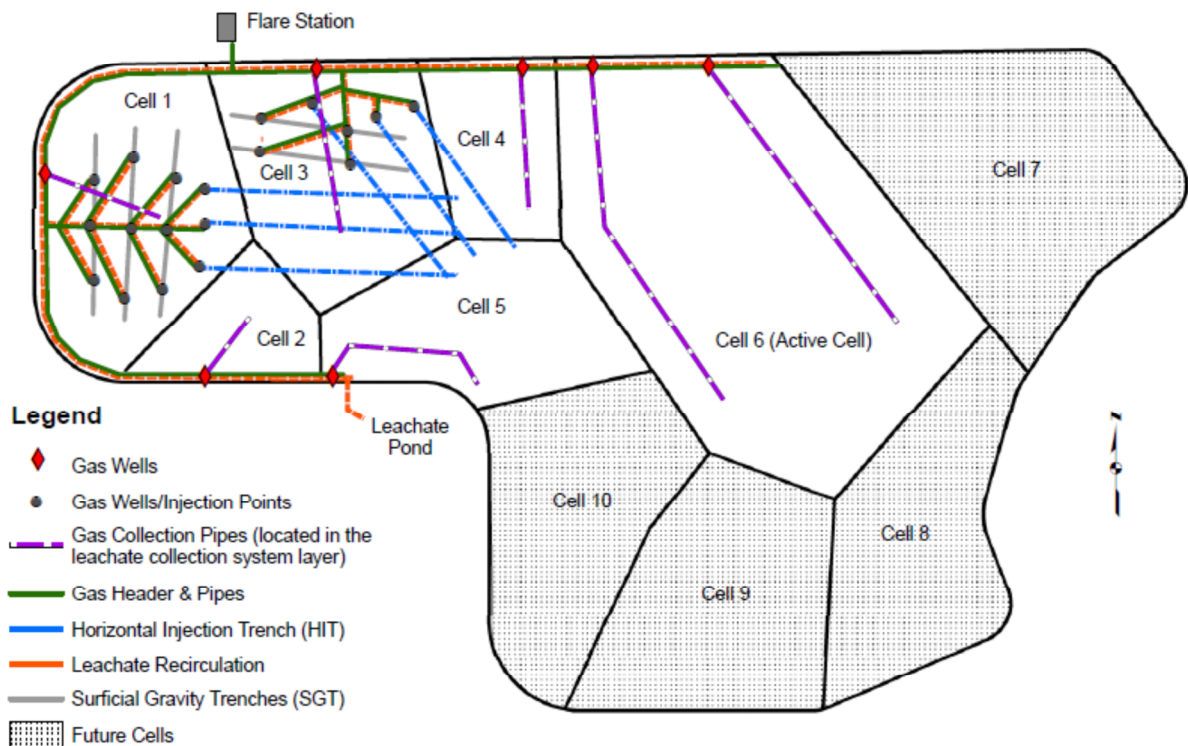 Flare Station
Cell 1
Cell 4
Cell 3
Cell 7
Cell 5
Cell 2
Cell 6 (Active Cell)
Leachate
Pond
Cell 10
Cell 8
Cell 9
Legend
Gas Wells
Gas Wells/Injection Points
Gas Collection Pipes (located in the
leachate collection system layer)
Gas Header & Pipes
Horizontal Injection Trench (HIT)
Leachate Recirculation
Surficial Gravity Trenches (SGT)
Future Cells